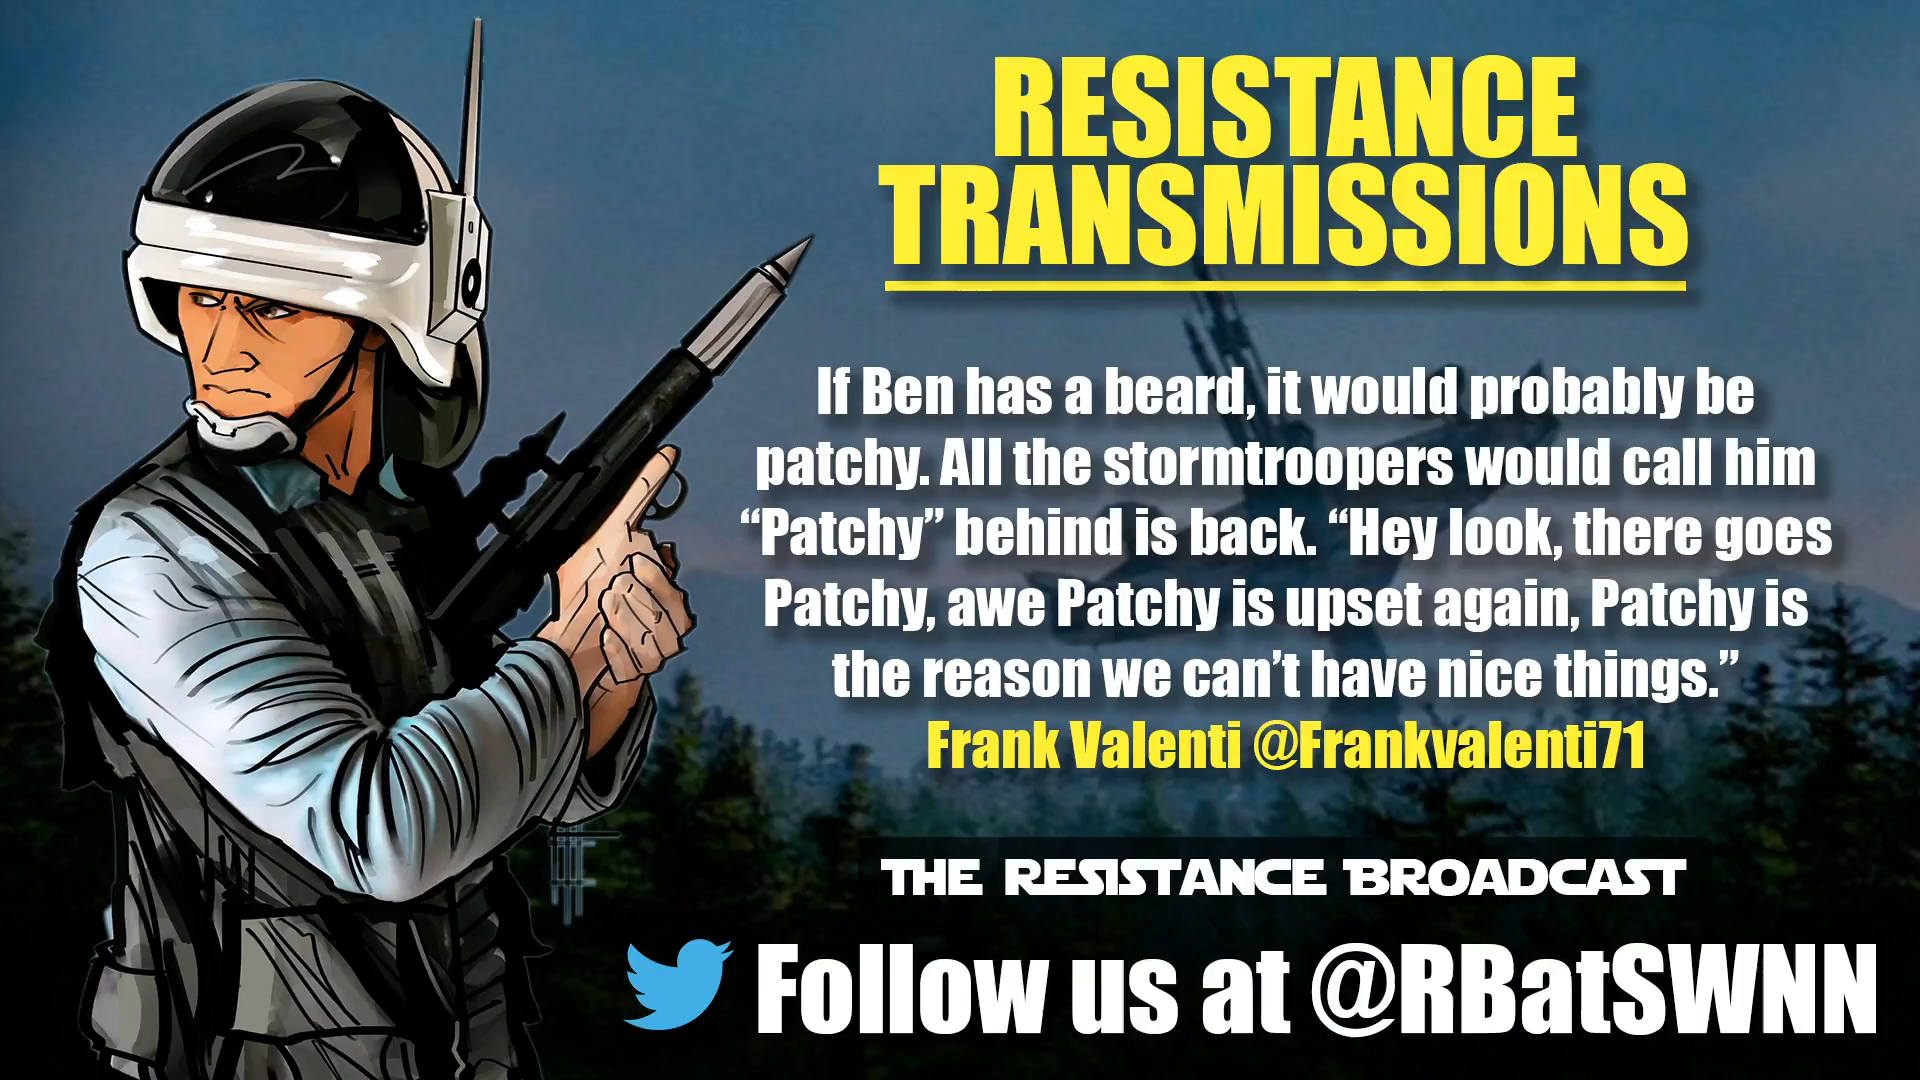 RESISTANCE
TRANSMISSIONS
If Ben has a beard, it would probably be
patchy. All the stormtroopers would call him
“Patchy” behind is back. “Hey look, there goes
Patchy, awe Patchy is upset again, Patchy is
the reason we can’t have nice things.”
Frank Valenti @Frankvalenti71
THE RESISTANCE BROADCAST
Follow us at @RBatSWNN